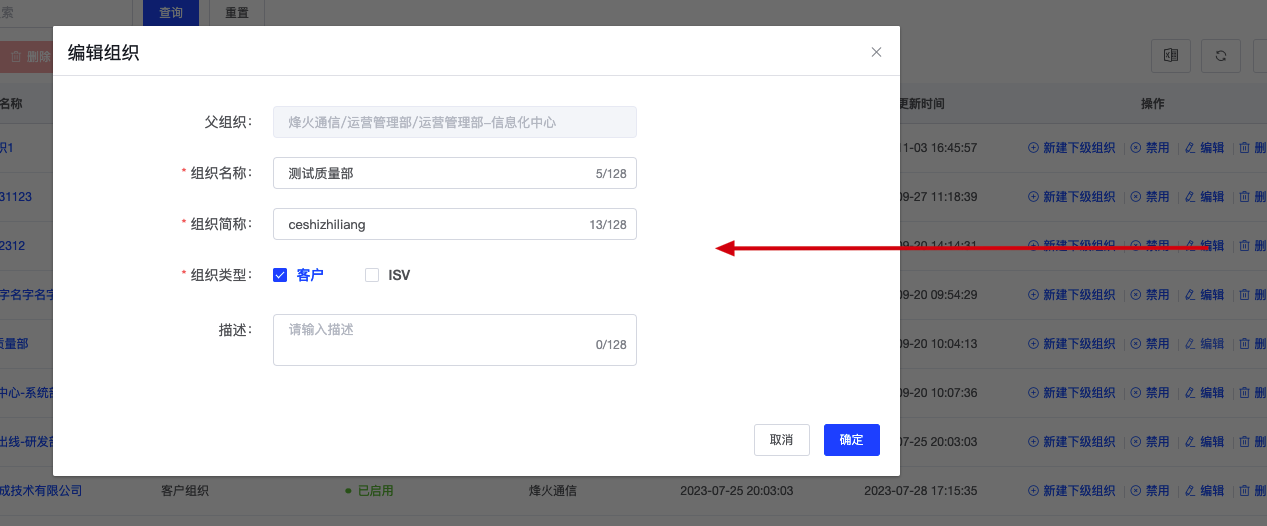 索 查询 重置
删除
编辑组织
名称 更新时间 操作
父组织： 烽火通信/运营管理部/运营管理部-信息化中心
织1 11-03 16:45:57 新建下级组织 禁用 编辑 删
* 组织名称： 测试质量部 5/128
31123 09-27 11:18:39 新建下级组织 禁用 编辑 删
* 组织简称： ceshizhiliang 13/128
2312 09-20 14:14:31 新建下级组织 禁用 编辑 删
* 组织类型： 客户 ISV
字名字名字 09-20 09:54:29 新建下级组织 禁用 编辑 删
描述： 请输入描述
0/128
质量部 09-20 10:04:13 新建下级组织 禁用 编辑 删
中心-系统部 09-20 10:07:36 新建下级组织 禁用 编辑 删
出线-研发部 07-25 20:03:03 新建下级组织 禁用 编辑 删
取消 确定
成技术有限公司 客户组织 已启用 烽火通信 2023-07-25 20:03:03 2023-07-28 17:15:35 新建下级组织 禁用 编辑 删